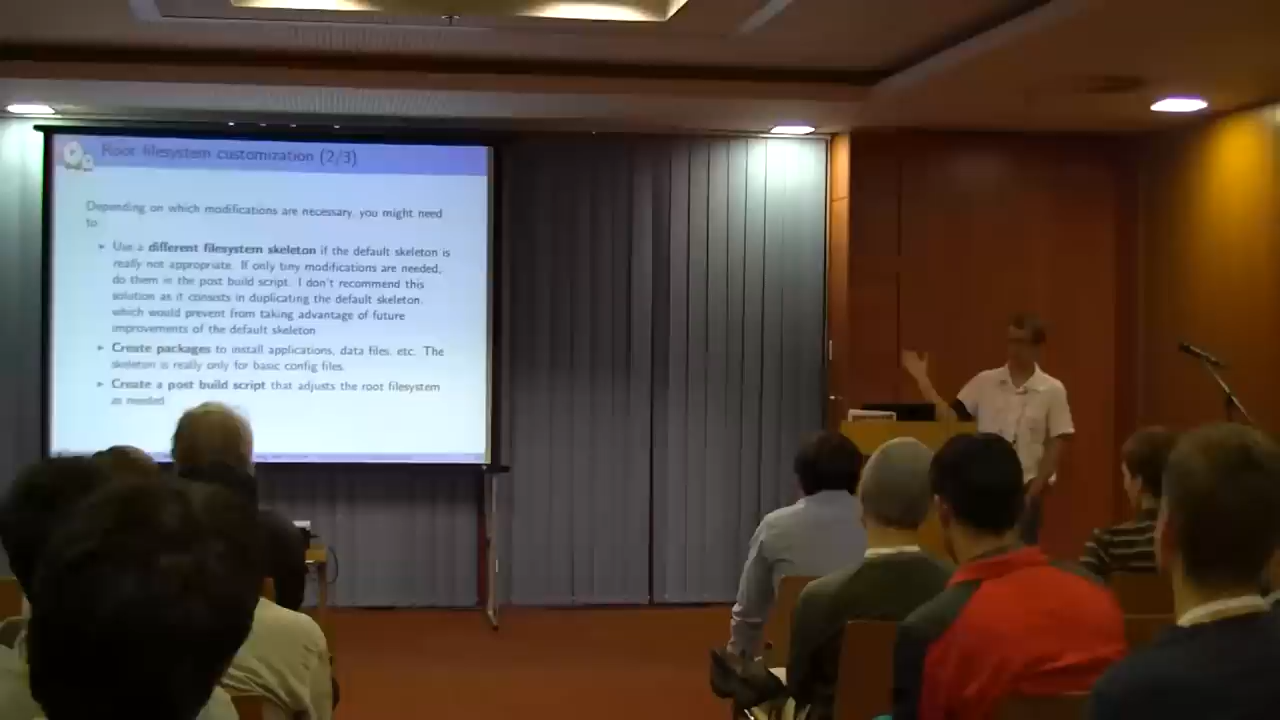 Root filesystem customization (2/3)
Depending on which modifications are necessary, you might need
to
Use a different filesystem skeleton if the default skeleton is
really not appropriate. If only tiny modifications are needed,
do them in the post build script. I don't recommend this
solution as it consists in duplicating the default skeleton,
which would prevent from taking advantage of future
improvements of the default skeleton
Create packages to install applications, data files, etc. The
skeleton is really only for basic config files.
Create a post build script that adjusts the root filesystem
as needed